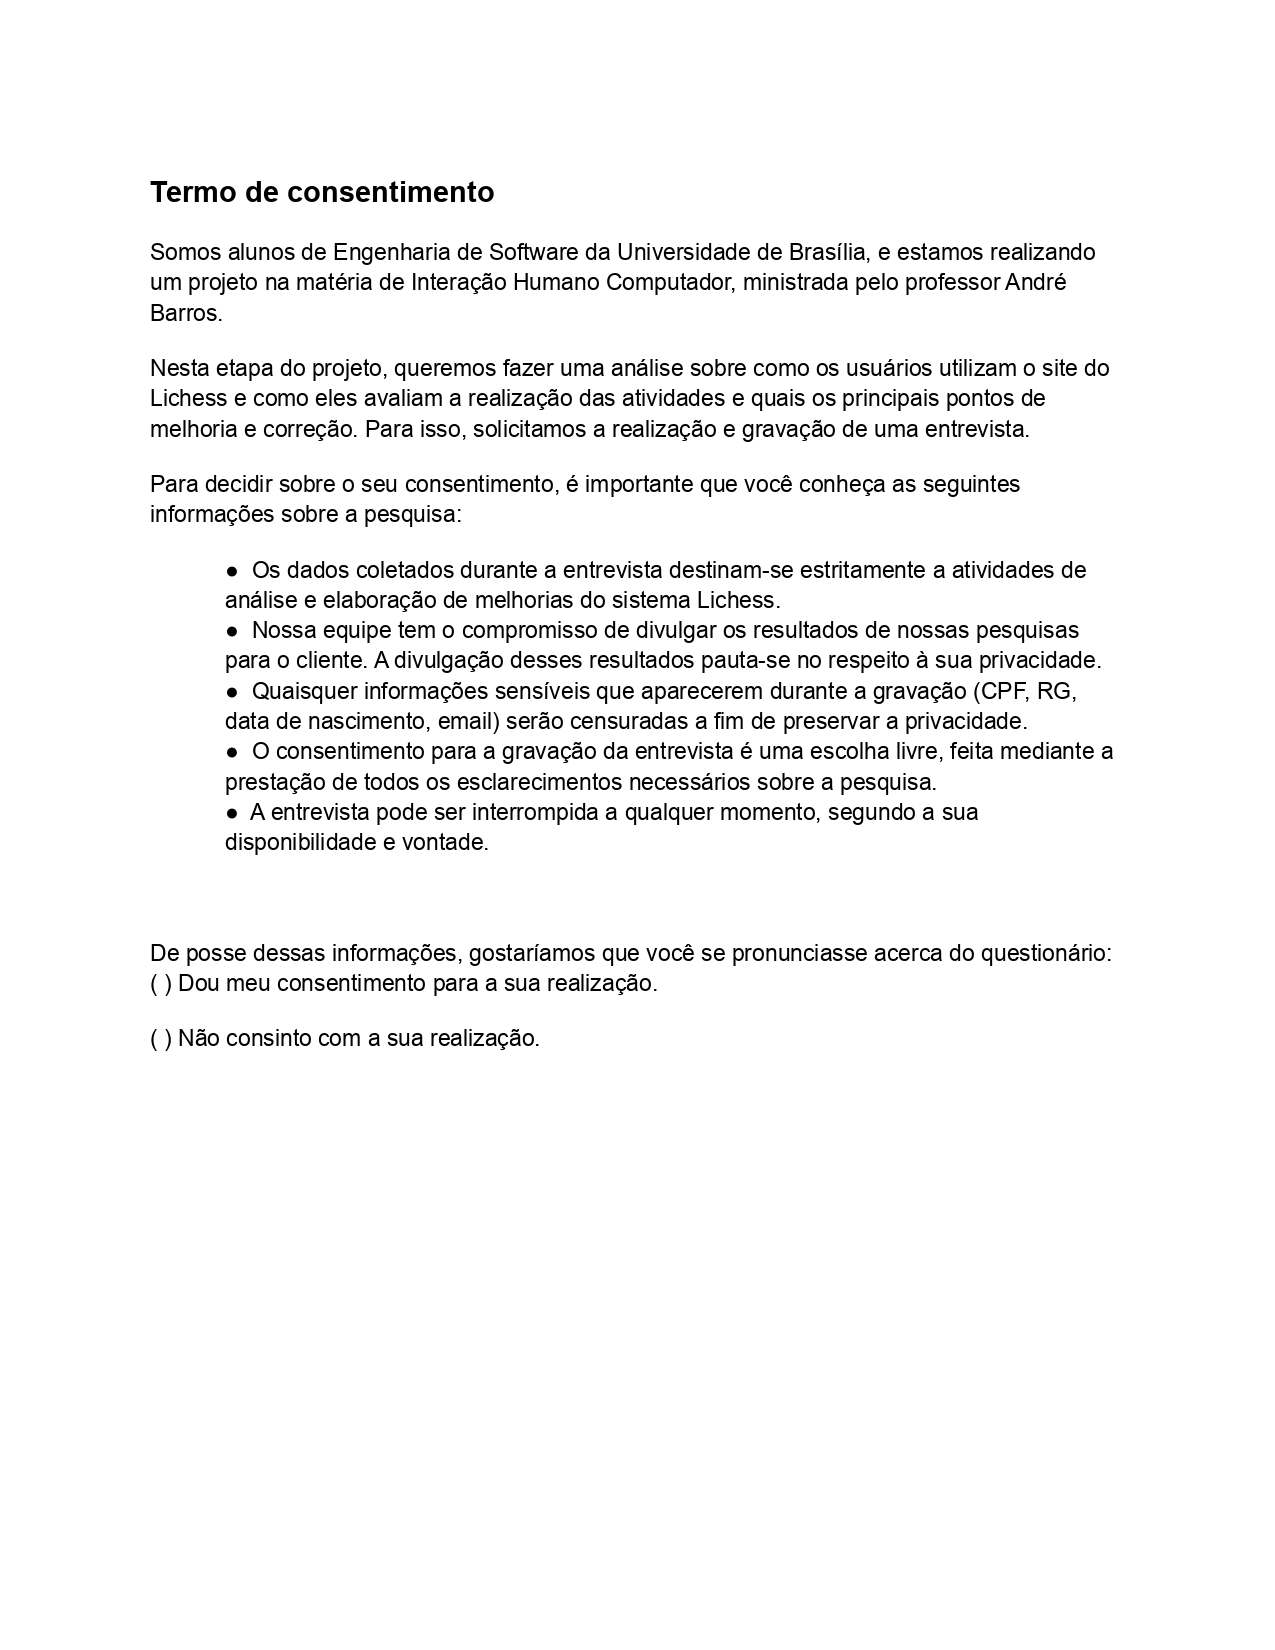 Termo de consentimento
Somos alunos de Engenharia de Software da Universidade de Brasília, e estamos realizando
um projeto na matéria de Interação Humano Computador, ministrada pelo professor André
Barros.
Nesta etapa do projeto, queremos fazer uma análise sobre como os usuários utilizam o site do
Lichess e como eles avaliam a realização das atividades e quais os principais pontos de
melhoria e correção. Para isso, solicitamos a realização e gravação de uma entrevista.
Para decidir sobre o seu consentimento, é importante que você conheça as seguintes
informações sobre a pesquisa:
● Os dados coletados durante a entrevista destinam-se estritamente a atividades de
análise e elaboração de melhorias do sistema Lichess.
● Nossa equipe tem o compromisso de divulgar os resultados de nossas pesquisas
para o cliente. A divulgação desses resultados pauta-se no respeito à sua privacidade.
● Quaisquer informações sensíveis que aparecerem durante a gravação (CPF, RG,
data de nascimento, email) serão censuradas a fim de preservar a privacidade.
● O consentimento para a gravação da entrevista é uma escolha livre, feita mediante a
prestação de todos os esclarecimentos necessários sobre a pesquisa.
● A entrevista pode ser interrompida a qualquer momento, segundo a sua
disponibilidade e vontade.
De posse dessas informações, gostaríamos que você se pronunciasse acerca do questionário:
( ) Dou meu consentimento para a sua realização.
( ) Não consinto com a sua realização.